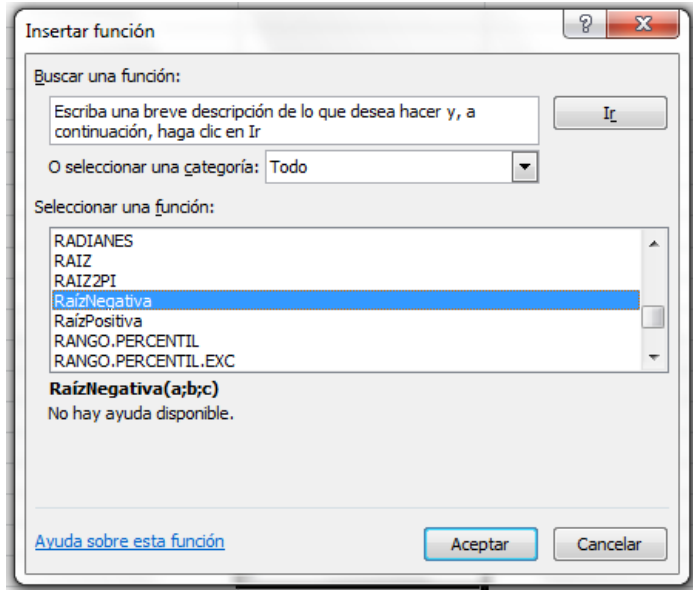 Insertar función
Buscar una función:
Escriba una breve descripción de lo que desea hacer y, a
continuación, haga clic en Ir
Ir
O seleccionar una categoría: Todo
Seleccionar una función:
RADIANES
RAIZ
RAIZ2PI
RaízNegativa
RaízPositiva
RANGO.PERCENTIL
RANGO.PERCENTIL.EXC
RaízNegativa(a;b;c)
No hay ayuda disponible.
Ayuda sobre esta función
Aceptar
Cancelar